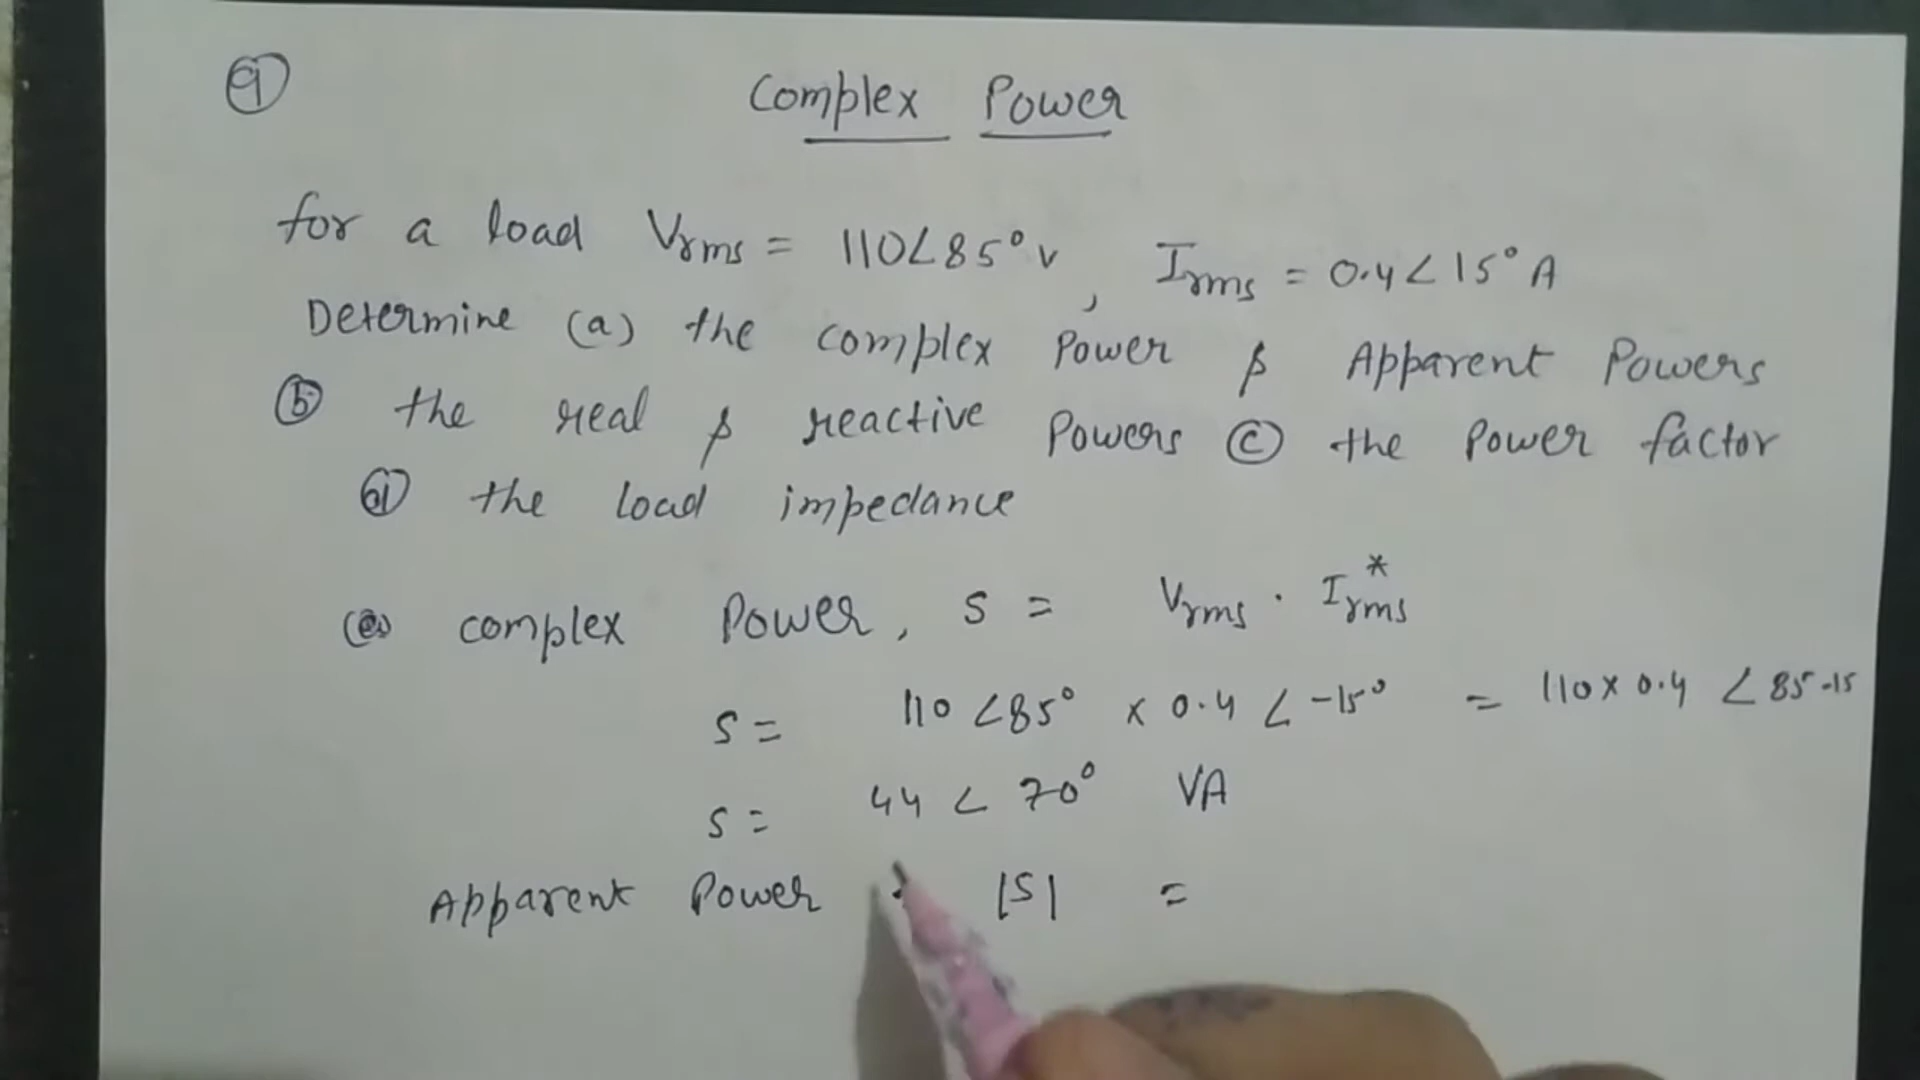 9
Complex Power
for a load Vrms = 110∠85° v, Irms = 0.4∠15° A
Determine (a) the complex Power & Apparent Powers
(b) the real & reactive Powers (c) the Power factor
(d) the load impedance
(a) complex Power, S = Vrms . Irms*
S = 110∠85° x 0.4∠-15° = 110 x 0.4 ∠85-15
S = 44∠70° VA
Apparent Power |S| =